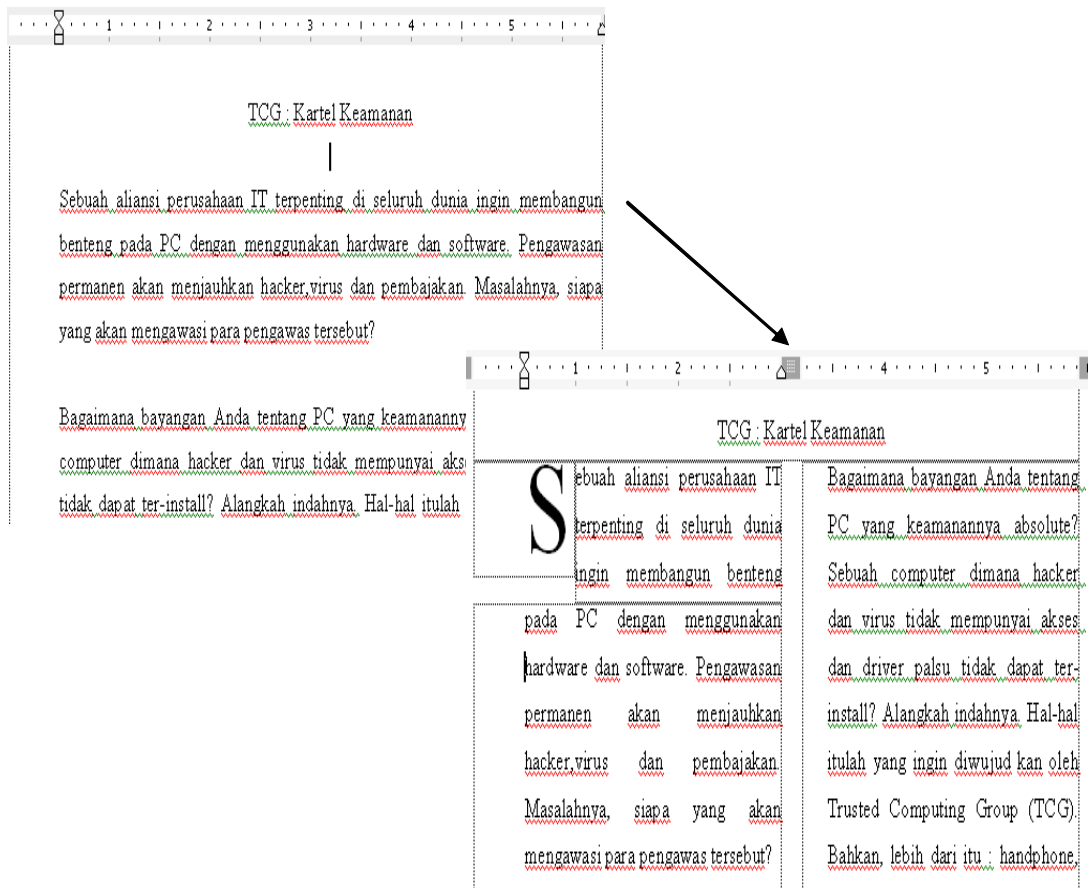 1 2 3 4 5
TCG : Kartel Keamanan
Sebuah aliansi perusahaan IT terpenting di seluruh dunia ingin membangun
benteng pada PC dengan menggunakan hardware dan software. Pengawasan
permanen akan menjauhkan hacker,virus dan pembajakan. Masalahnya, siapa
yang akan mengawasi para pengawas tersebut?
Bagaimana bayangan Anda tentang PC yang keamananny
computer dimana hacker dan virus tidak mempunyai aks
tidak dapat ter-install? Alangkah indahnya. Hal-hal itulah
1 2 4 5
TCG : Kartel Keamanan
Sebuah aliansi perusahaan IT
terpenting di seluruh dunia
ingin membangun benteng
pada PC dengan menggunakan
hardware dan software. Pengawasan
permanen akan menjauhkan
hacker,virus dan pembajakan.
Masalahnya, siapa yang akan
mengawasi para pengawas tersebut?
Bagaimana bayangan Anda tentang
PC yang keamanannya absolute?
Sebuah computer dimana hacker
dan virus tidak mempunyai akses
dan driver palsu tidak dapat ter-
install? Alangkah indahnya. Hal-hal
itulah yang ingin diwujud kan oleh
Trusted Computing Group (TCG).
Bahkan, lebih dari itu : handphone,